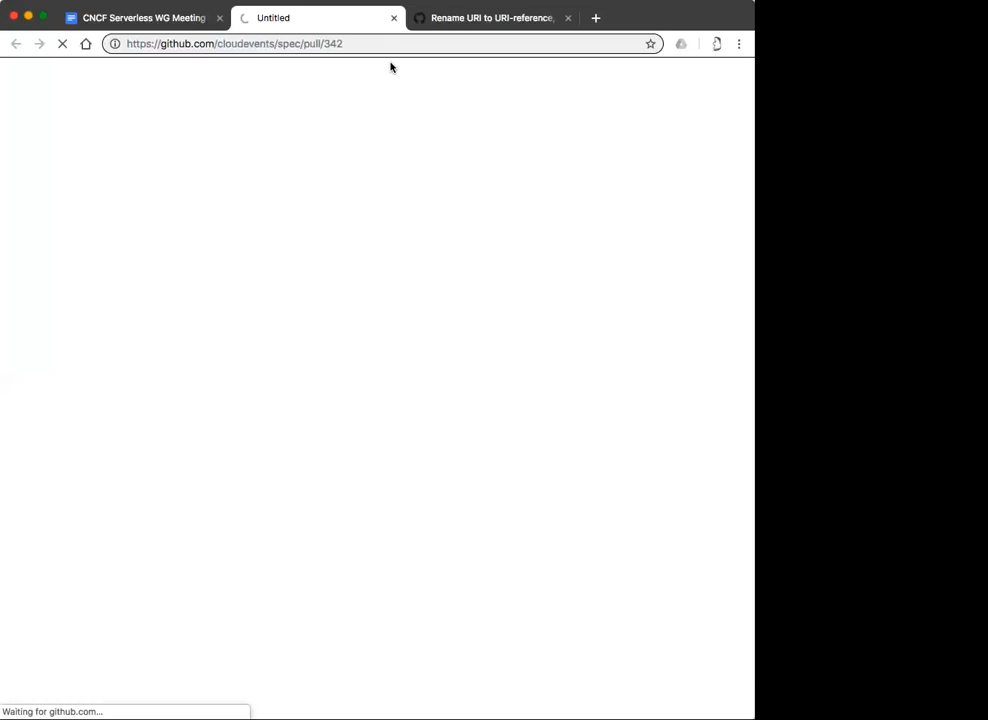 CNCF Serverless WG Meeting
Untitled
Rename URI to URI-reference,
https://github.com/cloudevents/spec/pull/342
Waiting for github.com...